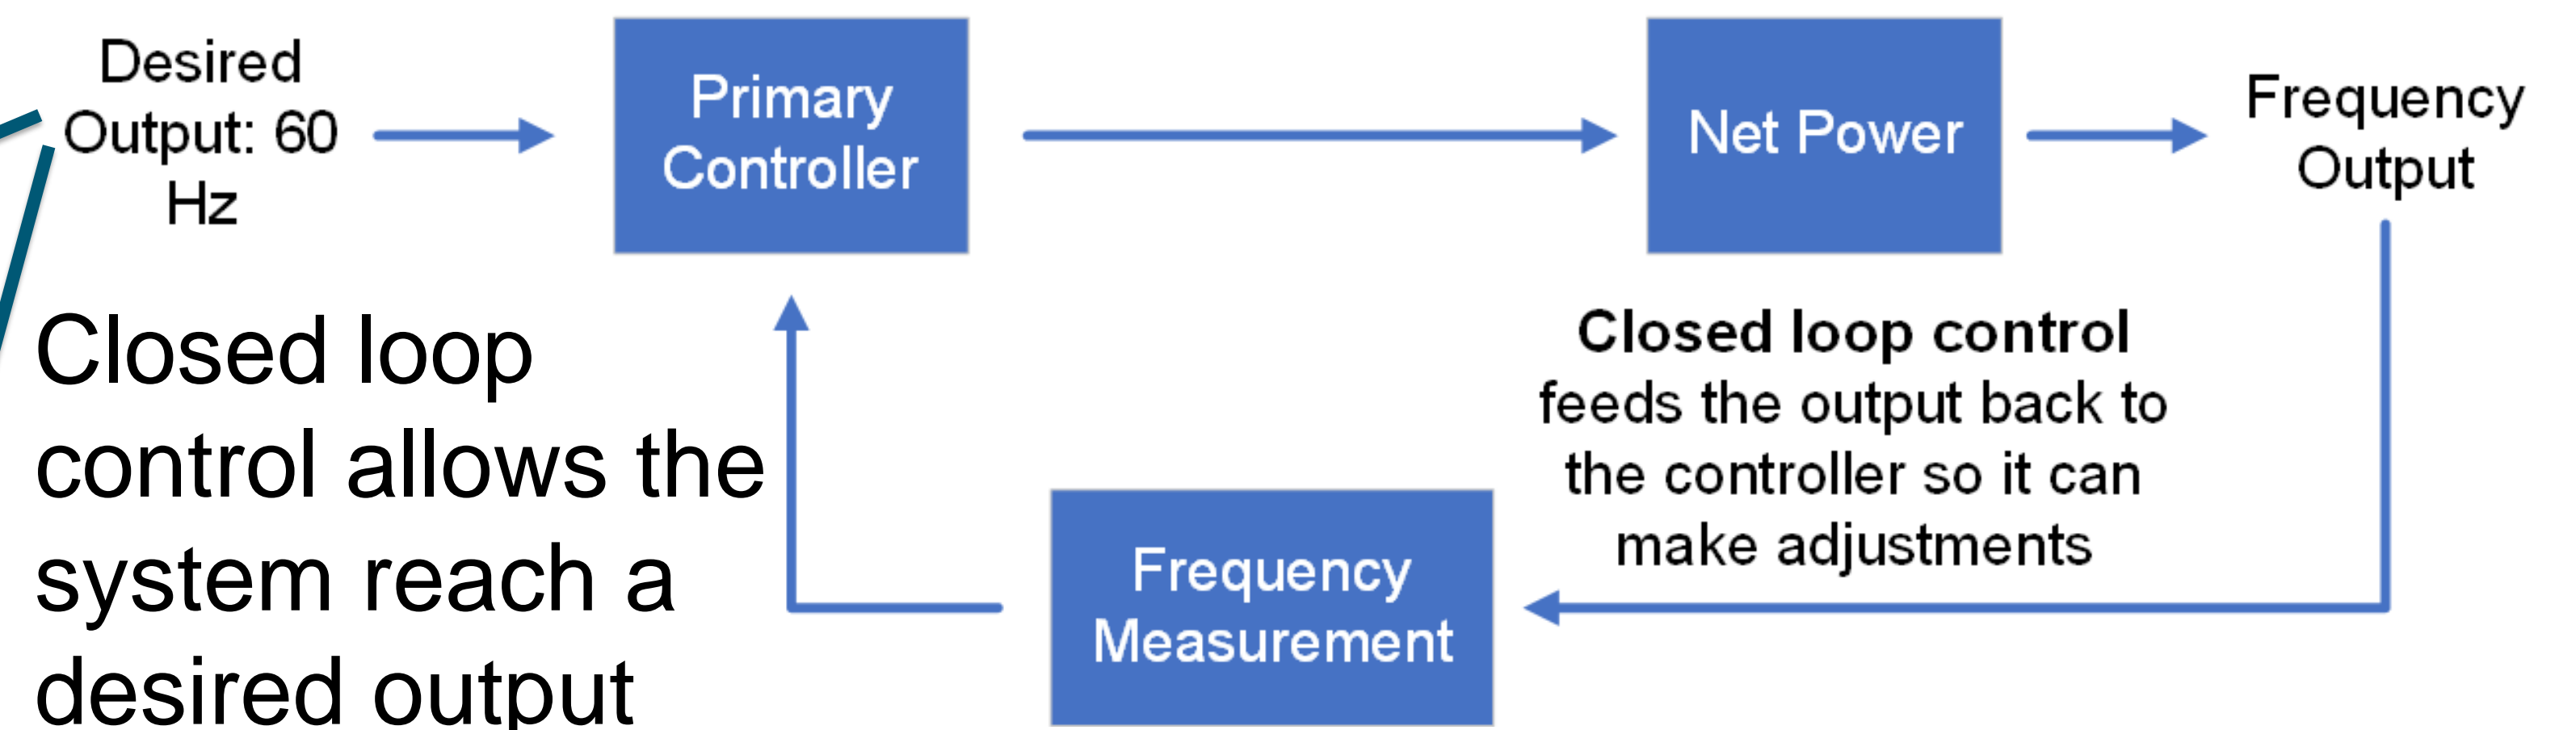 Desired
Output: 60
Hz
Primary
Controller
Net Power
Frequency
Output
Closed loop
control allows the
system reach a
desired output
Closed loop control
feeds the output back to
the controller so it can
make adjustments
Frequency
Measurement